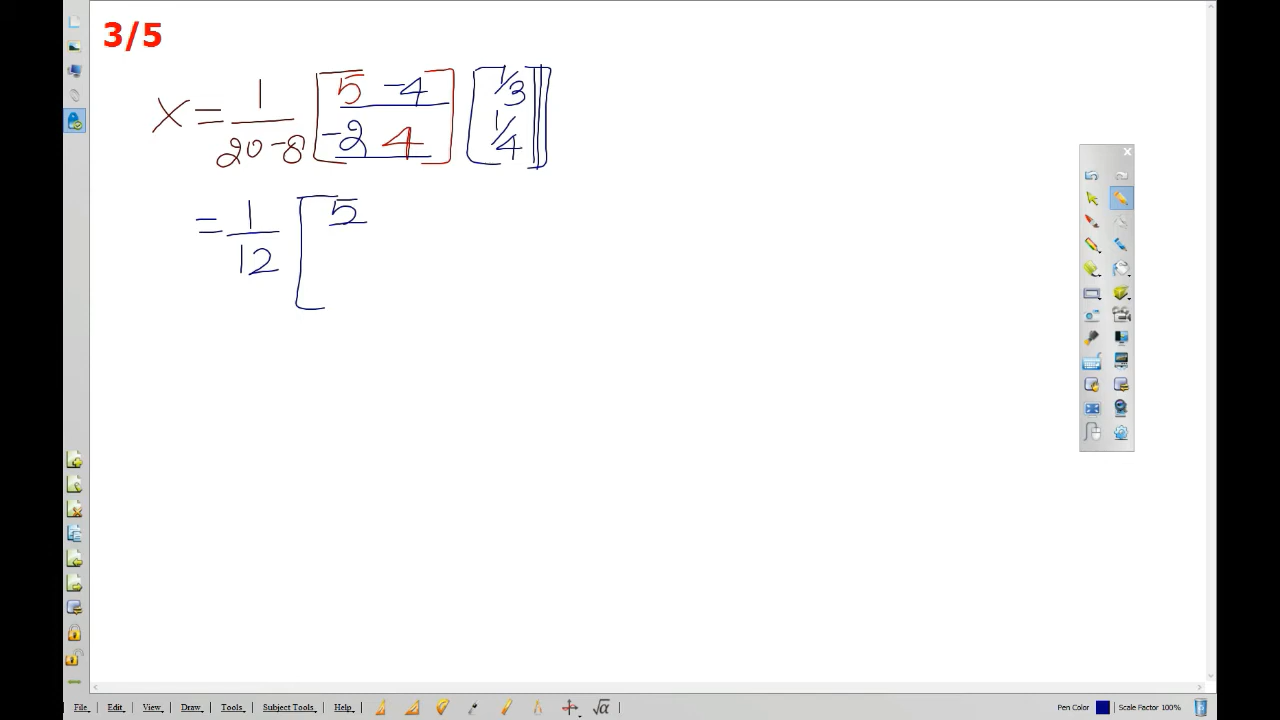 3/5
X = 1/(20-8) [5 -4; -2 4] [1/3; 1/4]
= 1/12 [5
File Edit View Draw Tools Subject Tools Help Pen Color Scale Factor 100%